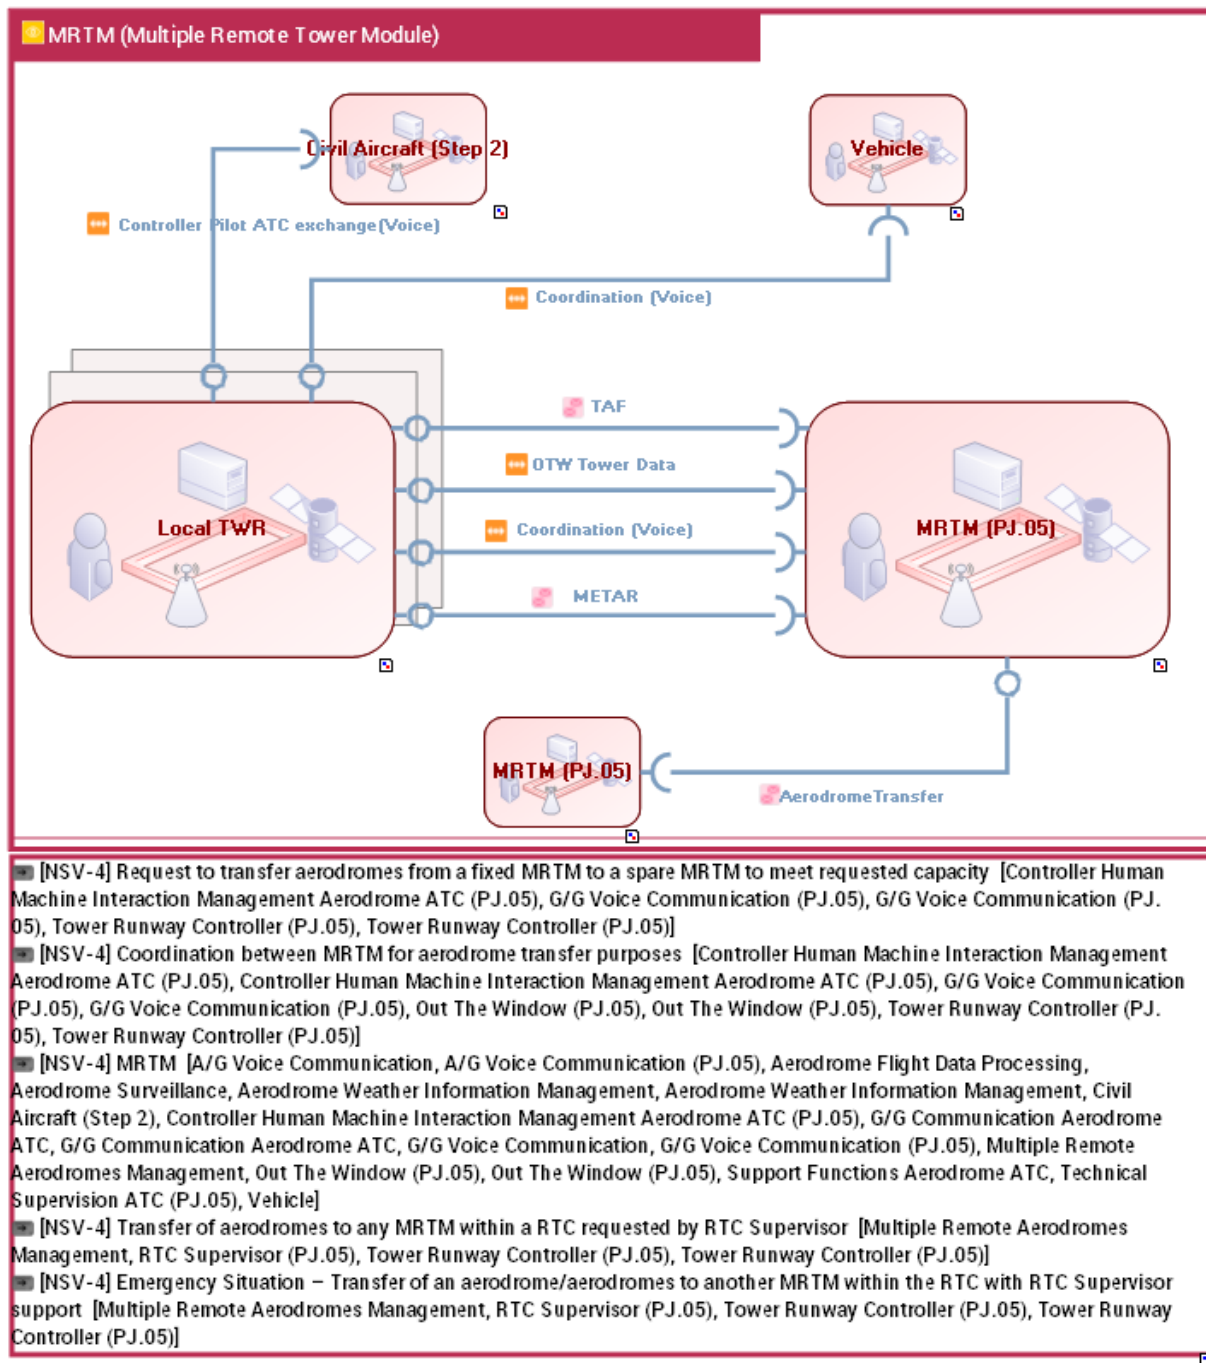 MRTM (Multiple Remote Tower Module)
Civil Aircraft (Step 2)
Vehicle
Controller Pilot ATC exchange(Voice)
Coordination (Voice)
TAF
OTW Tower Data
Local TWR
Coordination (Voice)
MRTM (PJ.05)
METAR
MRTM (PJ.05)
AerodromeTransfer
[NSV-4] Request to transfer aerodromes from a fixed MRTM to a spare MRTM to meet requested capacity [Controller Human
Machine Interaction Management Aerodrome ATC (PJ.05), G/G Voice Communication (PJ.05), G/G Voice Communication (PJ.
05), Tower Runway Controller (PJ.05), Tower Runway Controller (PJ.05)]
[NSV-4] Coordination between MRTM for aerodrome transfer purposes [Controller Human Machine Interaction Management
Aerodrome ATC (PJ.05), Controller Human Machine Interaction Management Aerodrome ATC (PJ.05), G/G Voice Communication
(PJ.05), G/G Voice Communication (PJ.05), Out The Window (PJ.05), Out The Window (PJ.05), Tower Runway Controller (PJ.
05), Tower Runway Controller (PJ.05)]
[NSV-4] MRTM [A/G Voice Communication, A/G Voice Communication (PJ.05), Aerodrome Flight Data Processing,
Aerodrome Surveillance, Aerodrome Weather Information Management, Aerodrome Weather Information Management, Civil
Aircraft (Step 2), Controller Human Machine Interaction Management Aerodrome ATC (PJ.05), G/G Communication Aerodrome
ATC, G/G Communication Aerodrome ATC, G/G Voice Communication, G/G Voice Communication (PJ.05), Multiple Remote
Aerodromes Management, Out The Window (PJ.05), Out The Window (PJ.05), Support Functions Aerodrome ATC, Technical
Supervision ATC (PJ.05), Vehicle]
[NSV-4] Transfer of aerodromes to any MRTM within a RTC requested by RTC Supervisor [Multiple Remote Aerodromes
Management, RTC Supervisor (PJ.05), Tower Runway Controller (PJ.05), Tower Runway Controller (PJ.05)]
[NSV-4] Emergency Situation – Transfer of an aerodrome/aerodromes to another MRTM within the RTC with RTC Supervisor
support [Multiple Remote Aerodromes Management, RTC Supervisor (PJ.05), Tower Runway Controller (PJ.05), Tower Runway
Controller (PJ.05)]